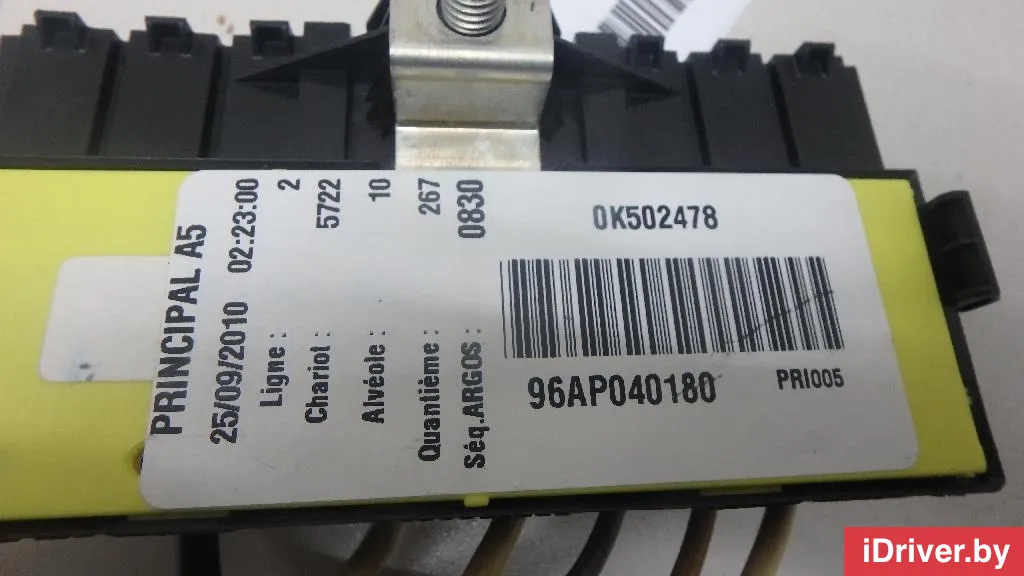 PRINCIPAL A5
25/09/2010 02:23:00
Ligne : 2
Chariot : 5722
Alvéole : 10
Quantième : 267
Séq.ARGOS : 0830
0K502478
96AP040180
PRI005
iDriver.by